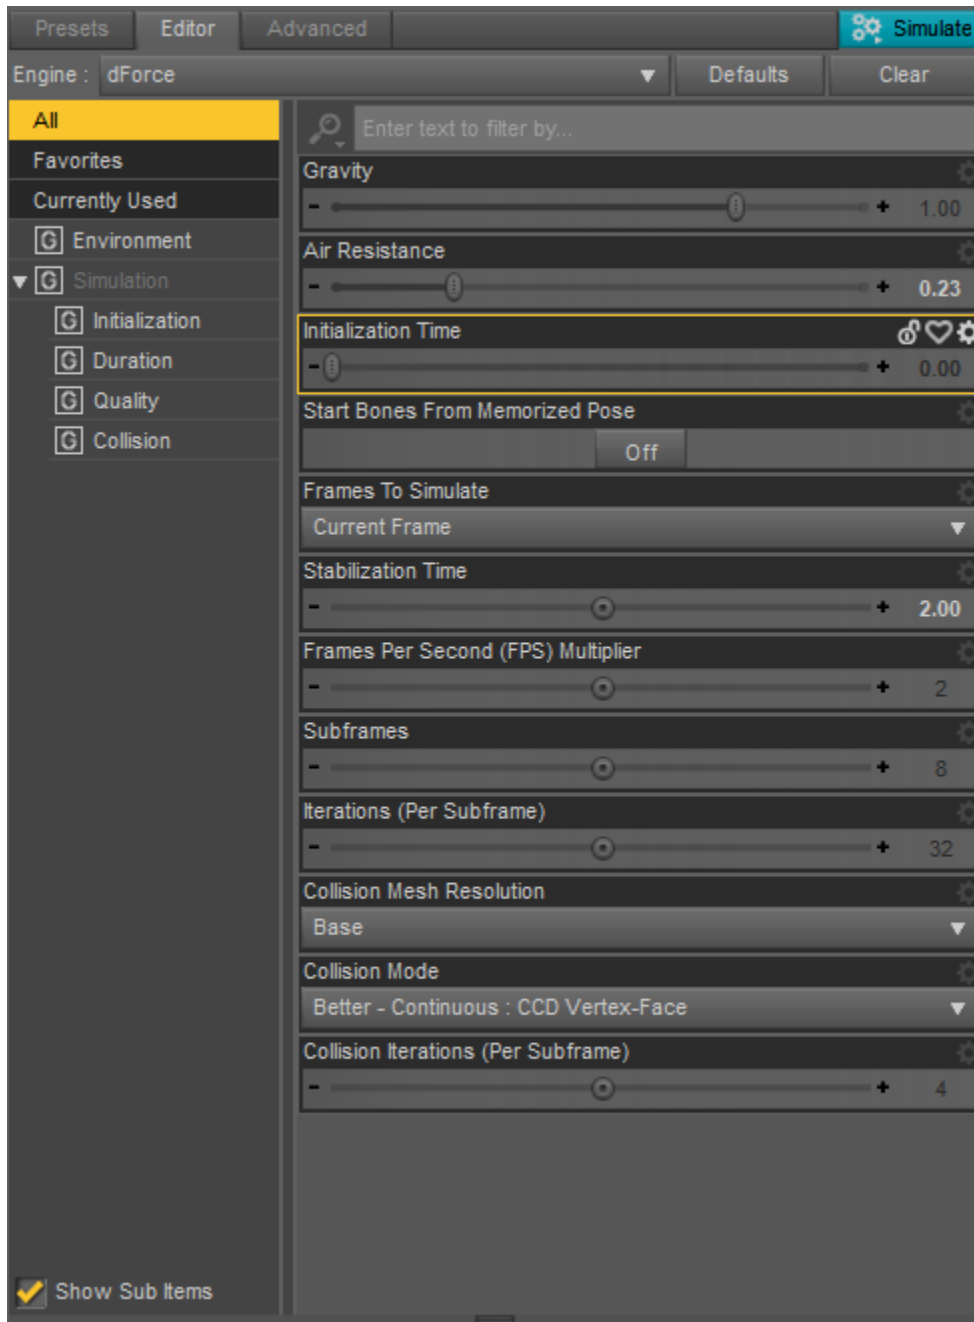 Presets Editor Advanced Simulate
Engine : dForce Defaults Clear
All
Favorites
Currently Used
G Environment
G Simulation
G Initialization
G Duration
G Quality
G Collision
Show Sub Items
Enter text to filter by...
Gravity
- + 1.00
Air Resistance
- + 0.23
Initialization Time
- + 0.00
Start Bones From Memorized Pose
Off
Frames To Simulate
Current Frame
Stabilization Time
- + 2.00
Frames Per Second (FPS) Multiplier
- + 2
Subframes
- + 8
Iterations (Per Subframe)
- + 32
Collision Mesh Resolution
Base
Collision Mode
Better - Continuous : CCD Vertex-Face
Collision Iterations (Per Subframe)
- + 4